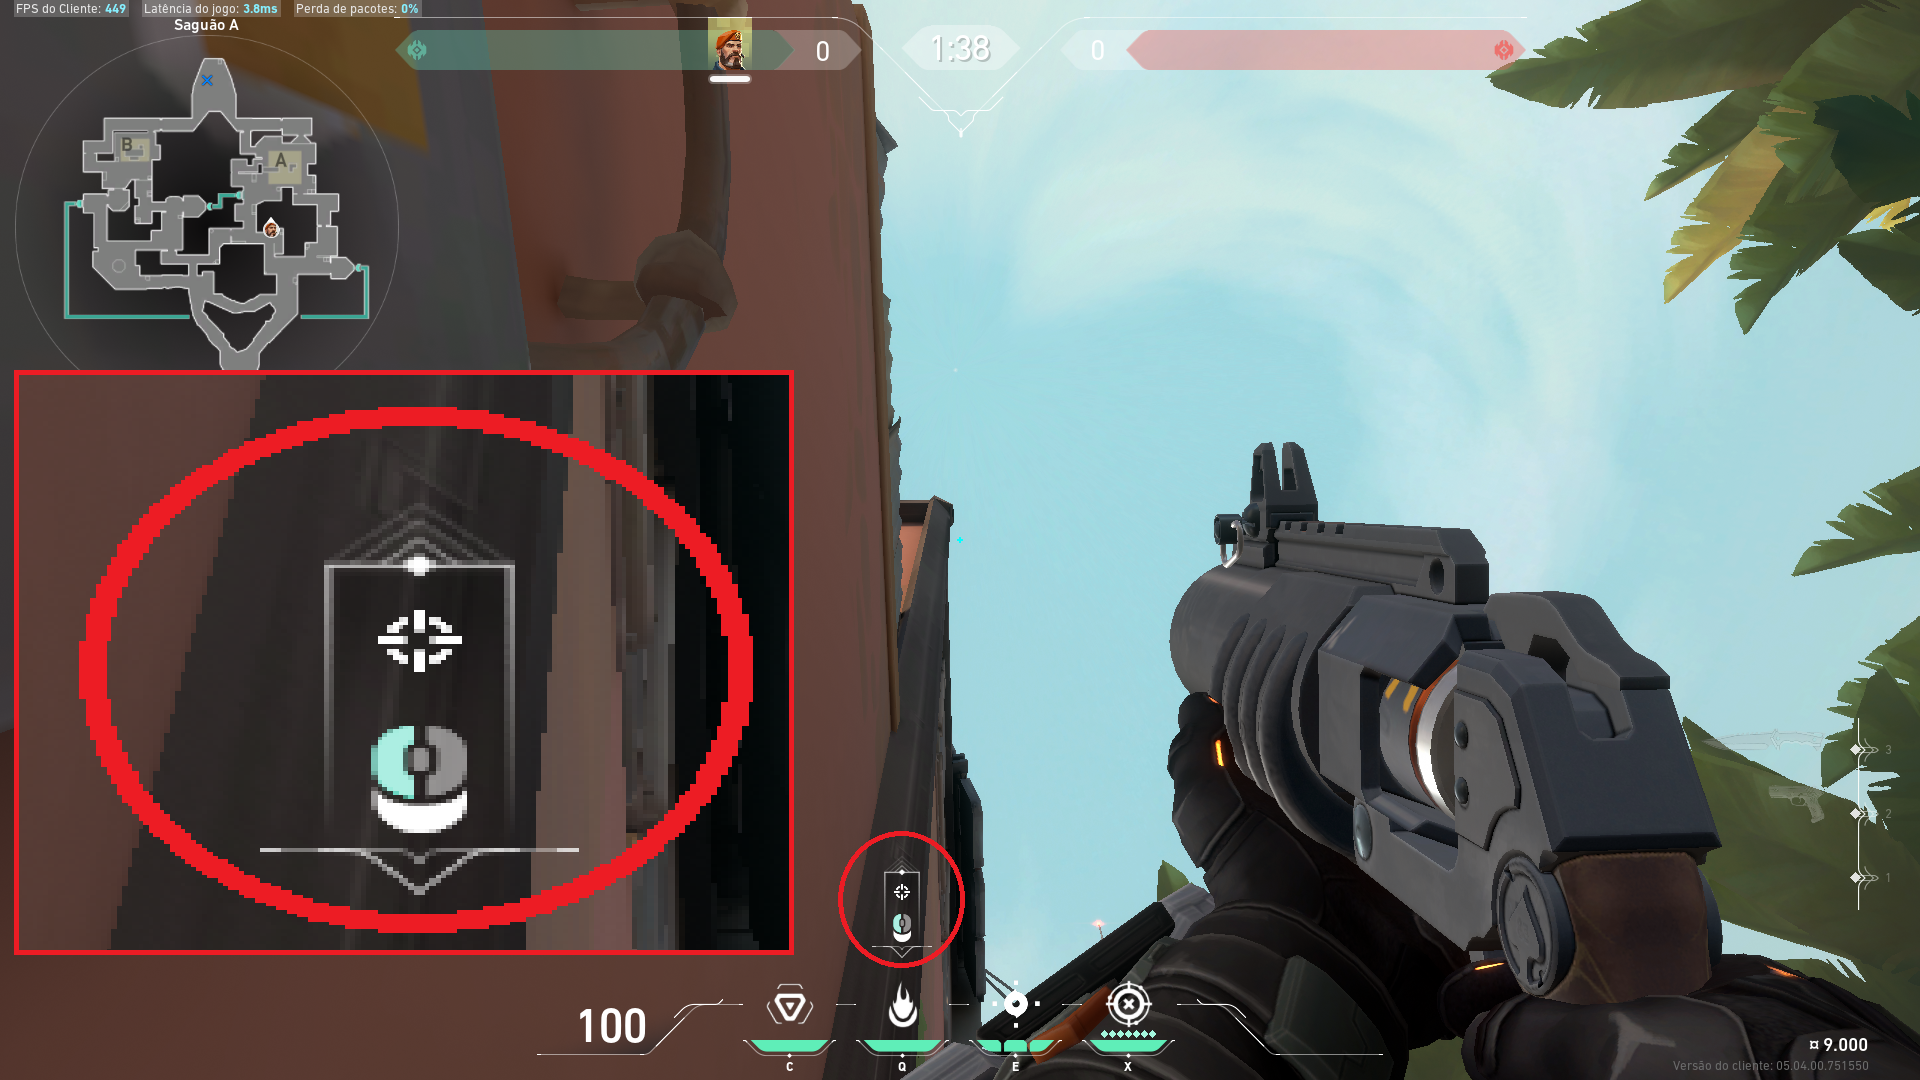 FPS do Cliente: 449 Latência do jogo: 3.8ms Perda de pacotes: 0%
Saguão A
0 1:38 0
B
A
3
2
1
100
C Q E X
¤ 9.000
Versão do cliente: 05.04.00.751550